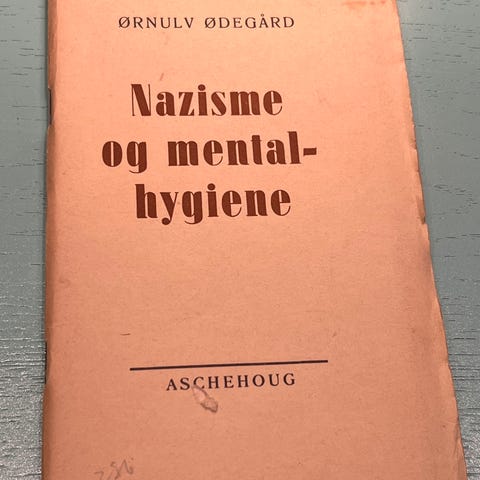 ØRNULV ØDEGÅRD
Nazisme
og mental-
hygiene
ASCHEHOUG